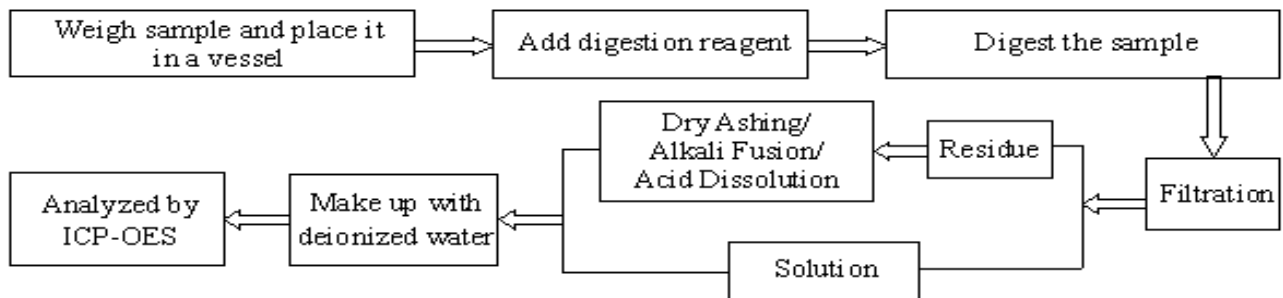 Weigh sample and place it
in a vessel
Add digestion reagent
Digest the sample
Filtration
Residue
Dry Ashing/
Alkali Fusion/
Acid Dissolution
Solution
Make up with
deionized water
Analyzed by
ICP-OES